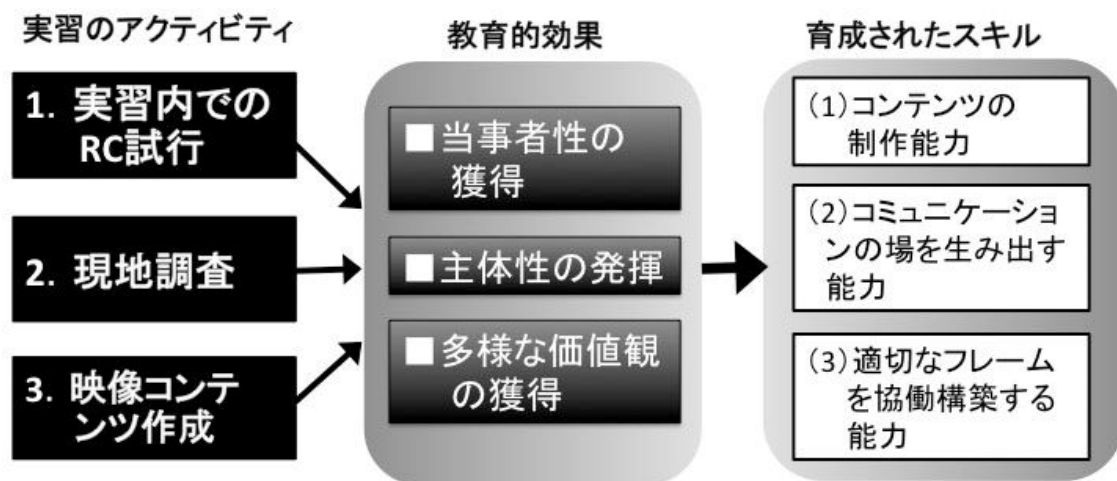 実習のアクティビティ
1. 実習内での
RC試行
2. 現地調査
3. 映像コンテ
ンツ作成
教育的効果
■当事者性の
獲得
■主体性の発揮
■多様な価値観
の獲得
育成されたスキル
(1)コンテンツの
制作能力
(2)コミュニケーショ
ンの場を生み出す
能力
(3)適切なフレーム
を協働構築する
能力